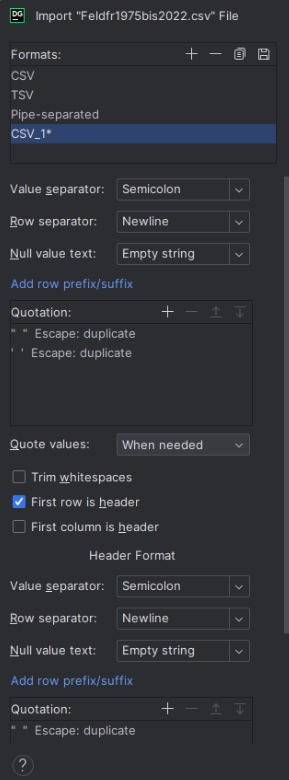 DG Import "Feldfr1975bis2022.csv" File
Formats:
CSV
TSV
Pipe-separated
CSV_1*
Value separator: Semicolon
Row separator: Newline
Null value text: Empty string
Add row prefix/suffix
Quotation:
" " Escape: duplicate
' ' Escape: duplicate
Quote values: When needed
Trim whitespaces
First row is header
First column is header
Header Format
Value separator: Semicolon
Row separator: Newline
Null value text: Empty string
Add row prefix/suffix
Quotation:
" " Escape: duplicate
?